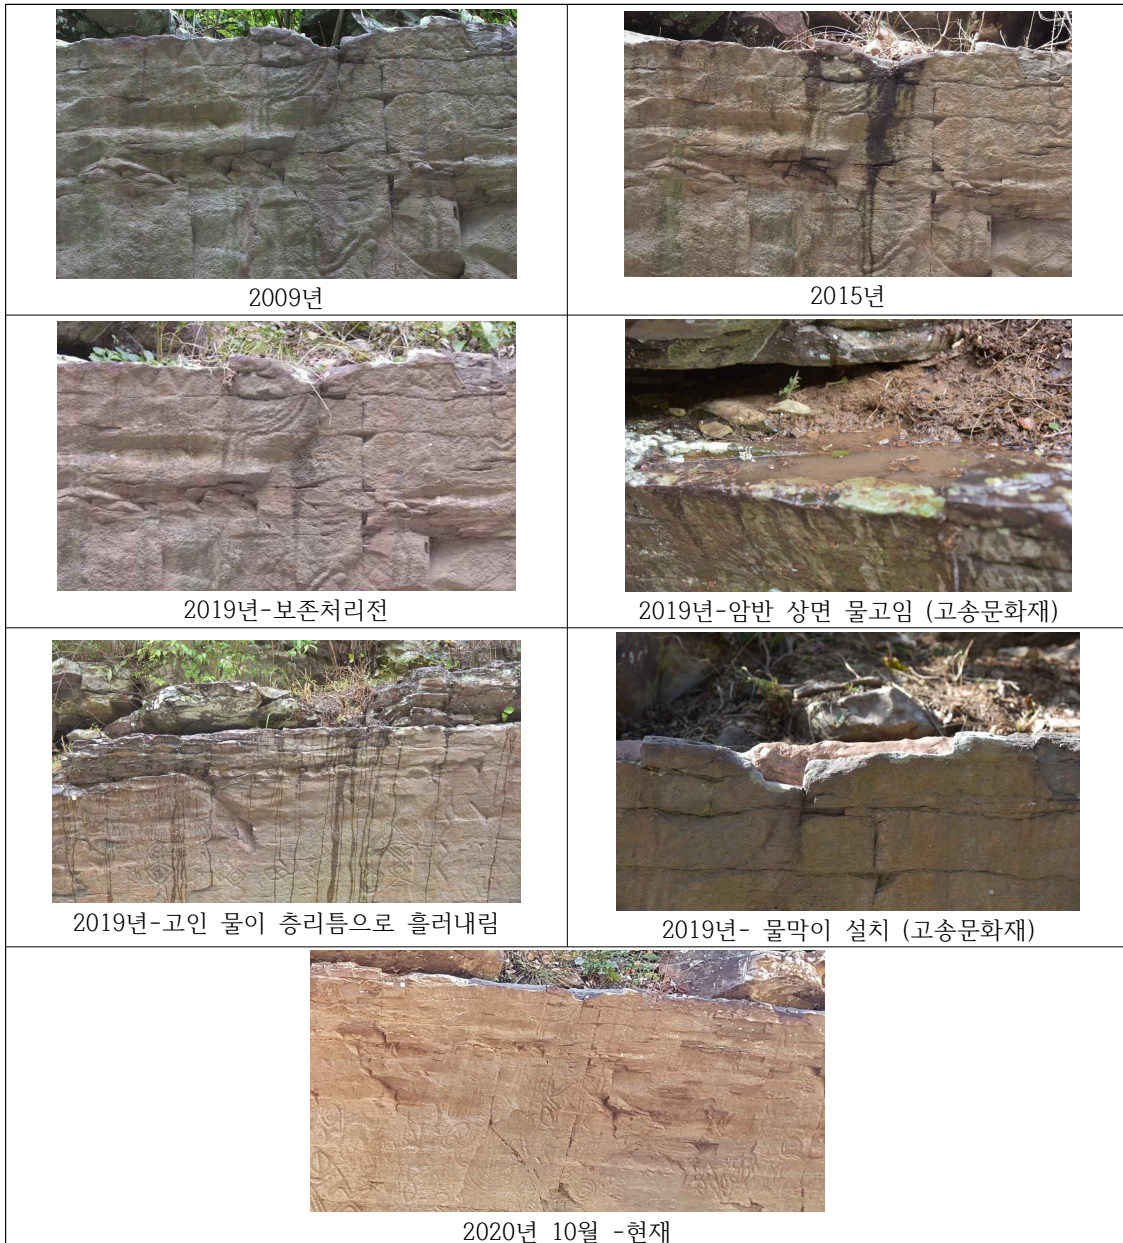 2009년
2015년
2019년-보존처리전
2019년-암반 상면 물고임 (고송문화재)
2019년-고인 물이 층리틈으로 흘러내림
2019년- 물막이 설치 (고송문화재)
2020년 10월 -현재